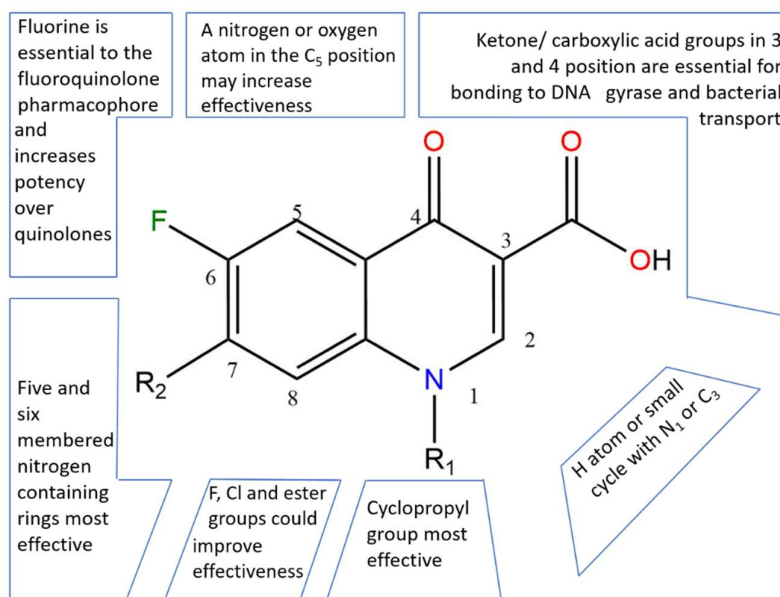 Fluorine is
essential to the
fluoroquinolone
pharmacophore
and
increases
potency
over
quinolones
A nitrogen or oxygen
atom in the C₅ position
may increase
effectiveness
Ketone/ carboxylic acid groups in 3
and 4 position are essential for
bonding to DNA gyrase and bacterial
transport
O
O
5
4
F
3
6
OH
2
7
R₂
8
N
1
R₁
H atom or small
cycle with N₁ or C₃
Five and
six
membered
nitrogen
containing
rings most
effective
F, Cl and ester
groups could
improve
effectiveness
Cyclopropyl
group most
effective